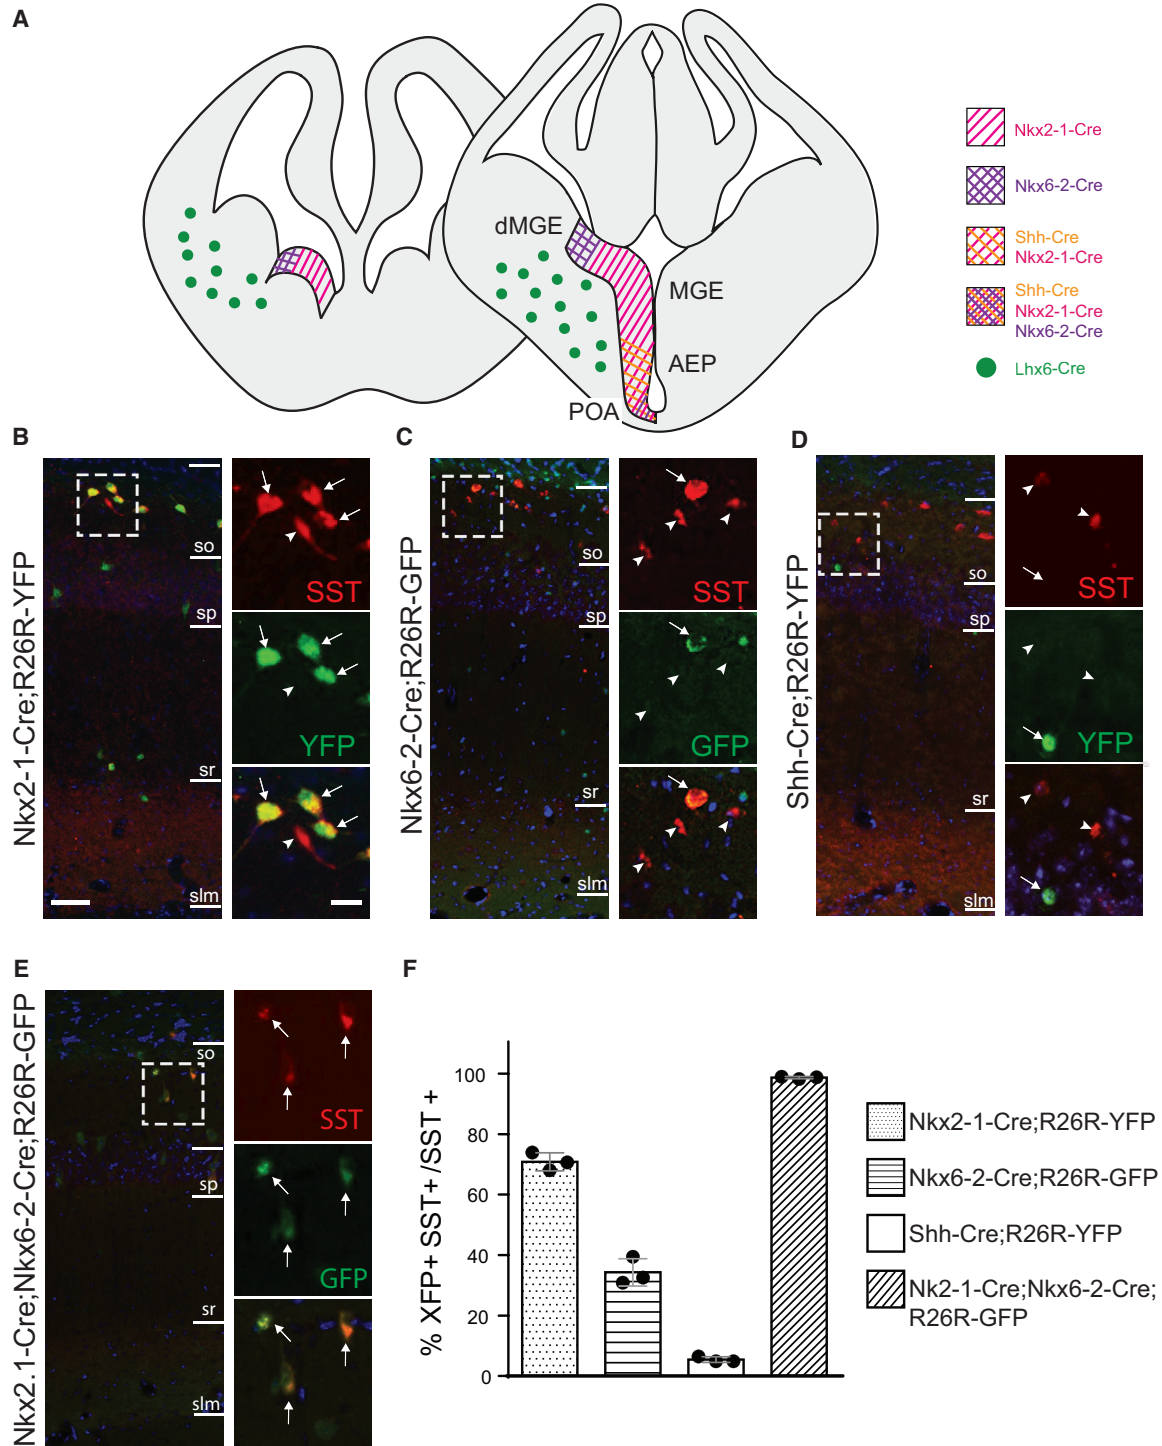 A
dMGE
MGE
AEP
POA
Nkx2-1-Cre
Nkx6-2-Cre
Shh-Cre
Nkx2-1-Cre
Shh-Cre
Nkx2-1-Cre
Nkx6-2-Cre
Lhx6-Cre
B
Nkx2-1-Cre;R26R-YFP
so
sp
sr
slm
SST
YFP
C
Nkx6-2-Cre;R26R-GFP
so
sp
sr
slm
SST
GFP
D
Shh-Cre;R26R-YFP
so
sp
sr
slm
SST
YFP
E
Nkx2.1-Cre;Nkx6-2-Cre;R26R-GFP
so
sp
sr
slm
SST
GFP
F
% XFP+ SST+ /SST +
100
80
60
40
20
0
Nkx2-1-Cre;R26R-YFP
Nkx6-2-Cre;R26R-GFP
Shh-Cre;R26R-YFP
Nk2-1-Cre;Nkx6-2-Cre;
R26R-GFP